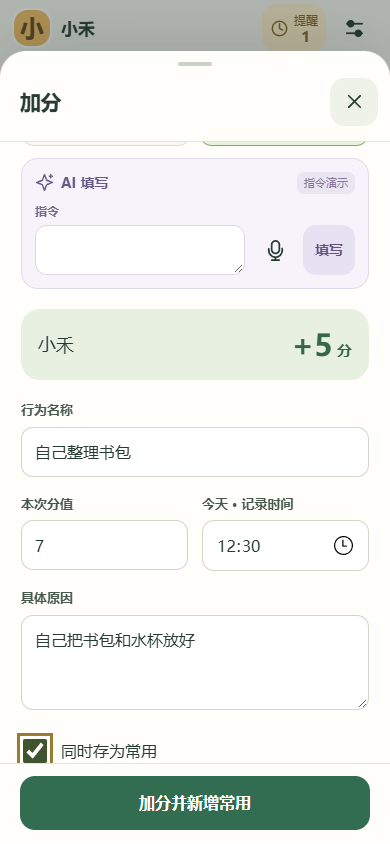 小 小禾
提醒
1
加分
AI 填写 指令演示
指令
填写
小禾 +5 分
行为名称
自己整理书包
本次分值 今天 • 记录时间
7 12:30
具体原因
自己把书包和水杯放好
同时存为常用
加分并新增常用